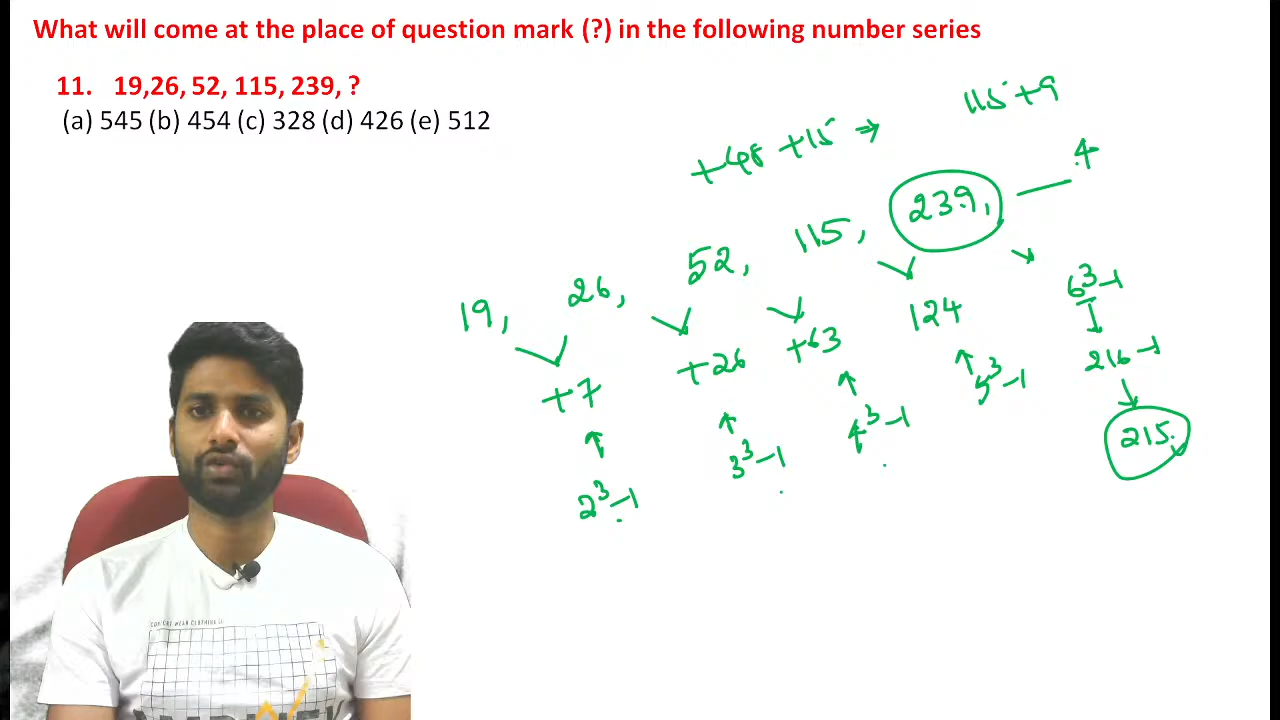 What will come at the place of question mark (?) in the following number series
11. 19,26, 52, 115, 239, ?
(a) 545 (b) 454 (c) 328 (d) 426 (e) 512
115+9
+48 +15 ⇒
4
19, 26, 52, 115, 239,
+7 +26 +63 124 6³-1
2³-1 3³-1 4³-1 5³-1 216-1
215.